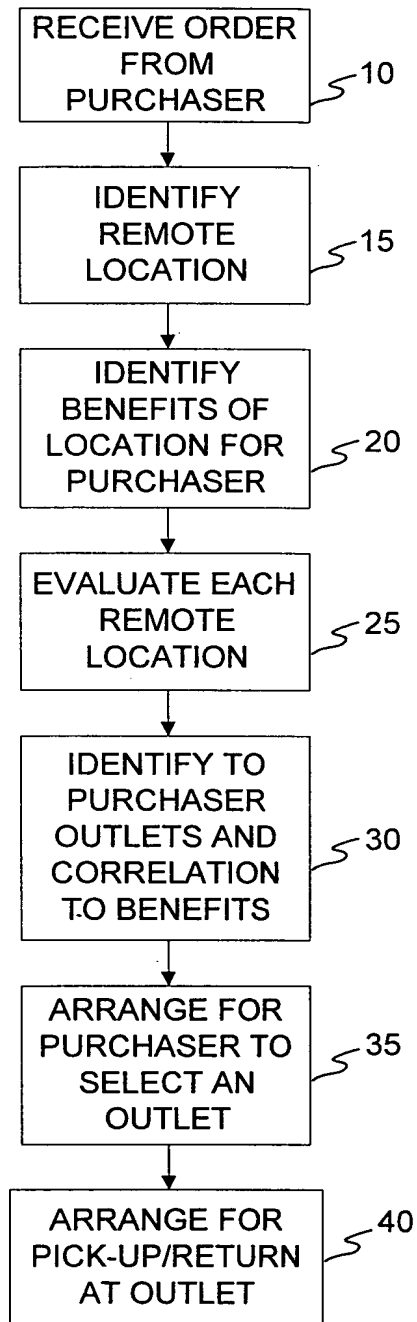 RECEIVE ORDER
FROM
PURCHASER
10
IDENTIFY
REMOTE
LOCATION
15
IDENTIFY
BENEFITS OF
LOCATION FOR
PURCHASER
20
EVALUATE EACH
REMOTE
LOCATION
25
IDENTIFY TO
PURCHASER
OUTLETS AND
CORRELATION
TO BENEFITS
30
ARRANGE FOR
PURCHASER TO
SELECT AN
OUTLET
35
ARRANGE FOR
PICK-UP/RETURN
AT OUTLET
40